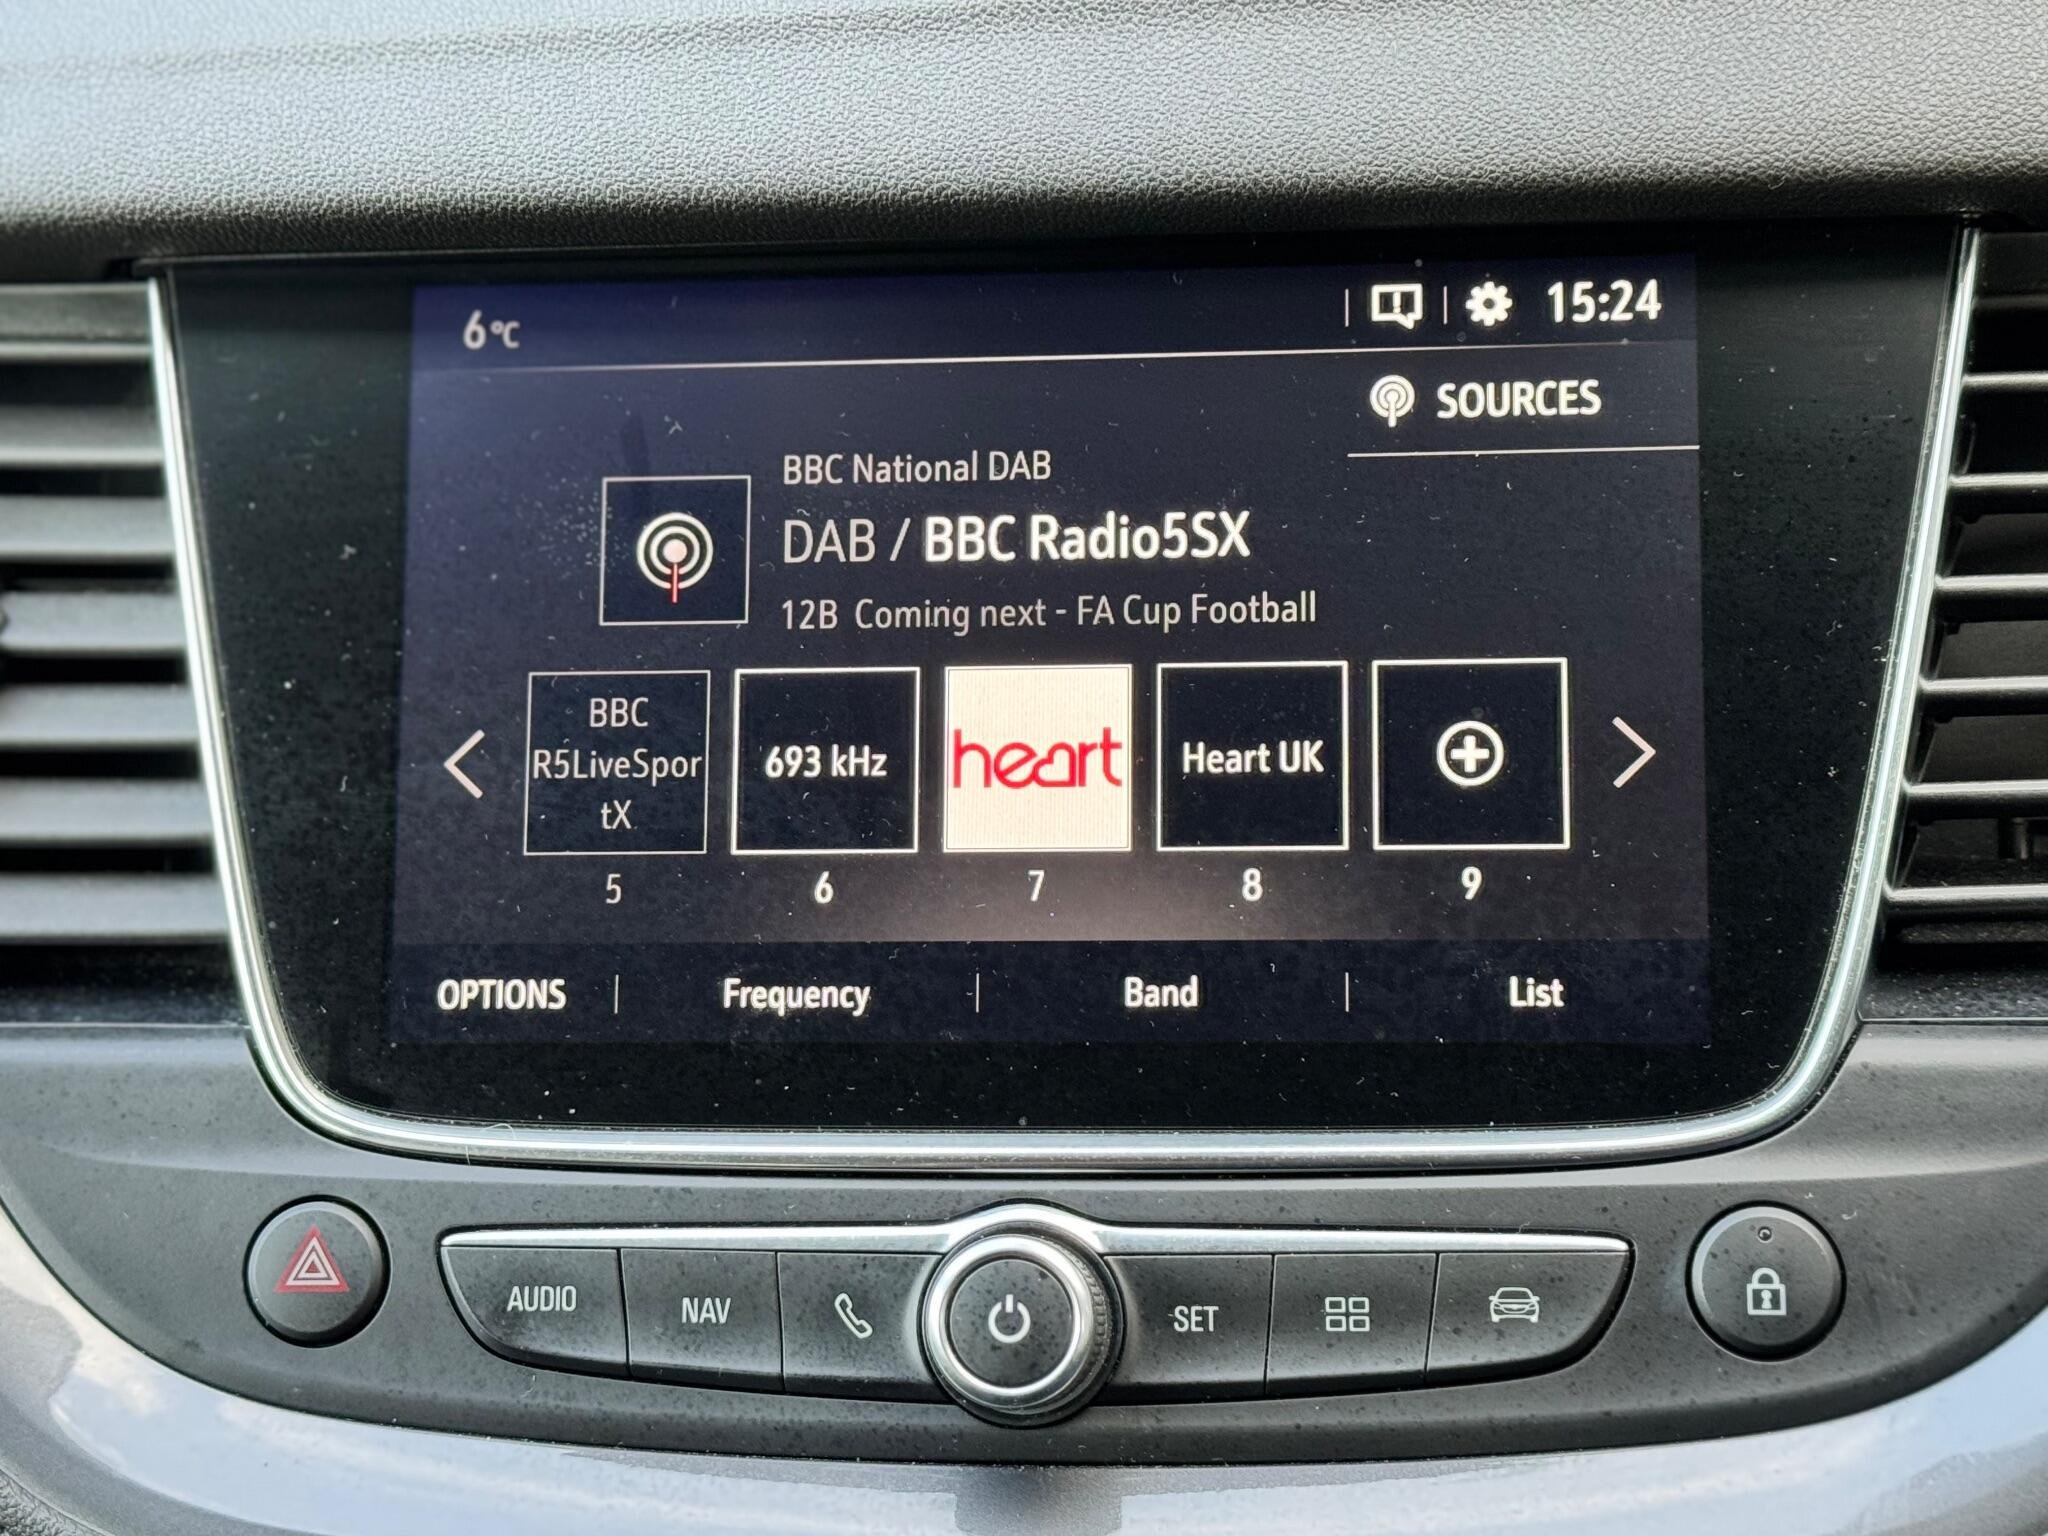 6°C
15:24
SOURCES
BBC National DAB
DAB / BBC Radio5SX
12B Coming next - FA Cup Football
BBC
R5LiveSpor
tX
693 kHz
heart
Heart UK
5
6
7
8
9
OPTIONS
Frequency
Band
List
AUDIO
NAV
SET